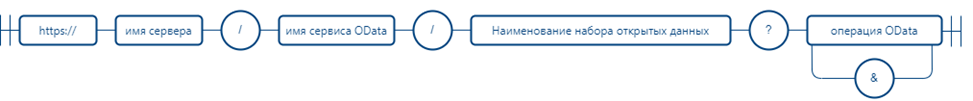 https:// имя сервера / имя сервиса OData / Наименование набора открытых данных ? операция OData
&